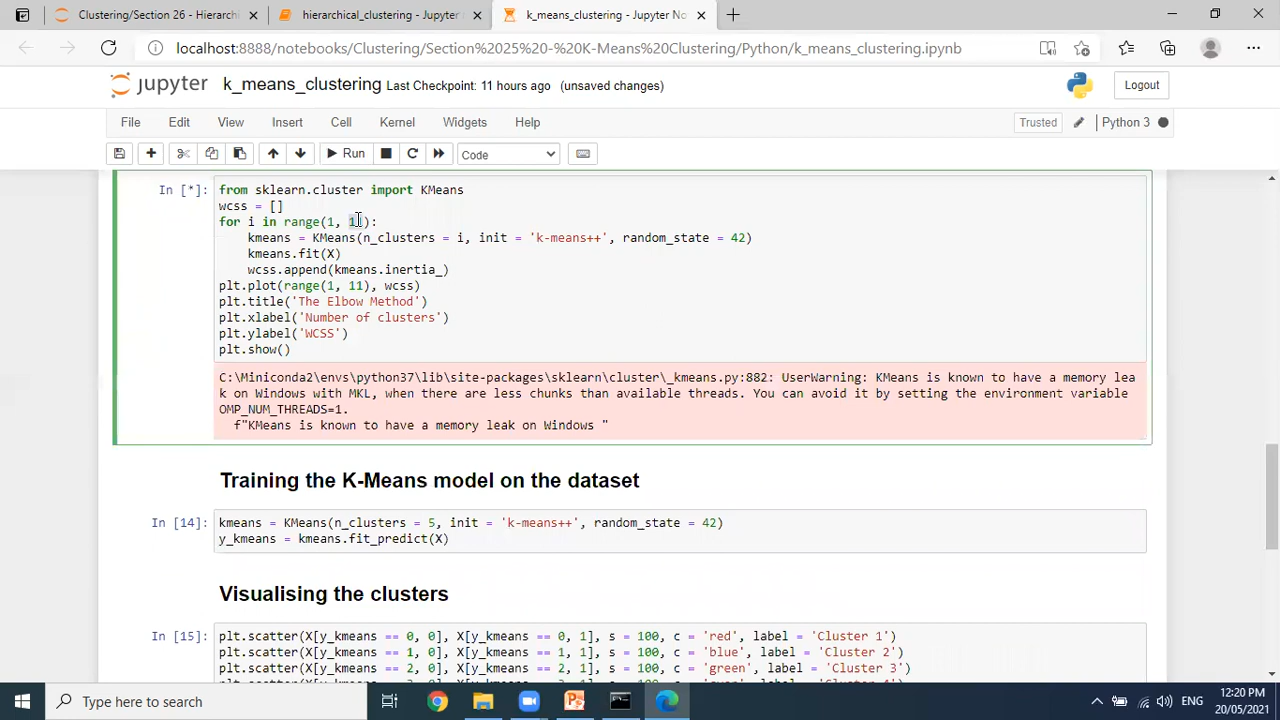 Clustering/Section 26 - Hierarchi
hierarchical_clustering - Jupyter
k_means_clustering - Jupyter No
localhost:8888/notebooks/Clustering/Section%2025%20-%20K-Means%20Clustering/Python/k_means_clustering.ipynb
jupyter k_means_clustering Last Checkpoint: 11 hours ago (unsaved changes)
Logout
File Edit View Insert Cell Kernel Widgets Help
Trusted
Python 3
Run
Code
In [*]:
from sklearn.cluster import KMeans
wcss = []
for i in range(1, 11):
    kmeans = KMeans(n_clusters = i, init = 'k-means++', random_state = 42)
    kmeans.fit(X)
    wcss.append(kmeans.inertia_)
plt.plot(range(1, 11), wcss)
plt.title('The Elbow Method')
plt.xlabel('Number of clusters')
plt.ylabel('WCSS')
plt.show()
C:\Miniconda2\envs\python37\lib\site-packages\sklearn\cluster\_kmeans.py:882: UserWarning: KMeans is known to have a memory lea
k on Windows with MKL, when there are less chunks than available threads. You can avoid it by setting the environment variable
OMP_NUM_THREADS=1.
  f"KMeans is known to have a memory leak on Windows "
Training the K-Means model on the dataset
In [14]:
kmeans = KMeans(n_clusters = 5, init = 'k-means++', random_state = 42)
y_kmeans = kmeans.fit_predict(X)
Visualising the clusters
In [15]:
plt.scatter(X[y_kmeans == 0, 0], X[y_kmeans == 0, 1], s = 100, c = 'red', label = 'Cluster 1')
plt.scatter(X[y_kmeans == 1, 0], X[y_kmeans == 1, 1], s = 100, c = 'blue', label = 'Cluster 2')
plt.scatter(X[y_kmeans == 2, 0], X[y_kmeans == 2, 1], s = 100, c = 'green', label = 'Cluster 3')
Type here to search
ENG
12:20 PM
20/05/2021